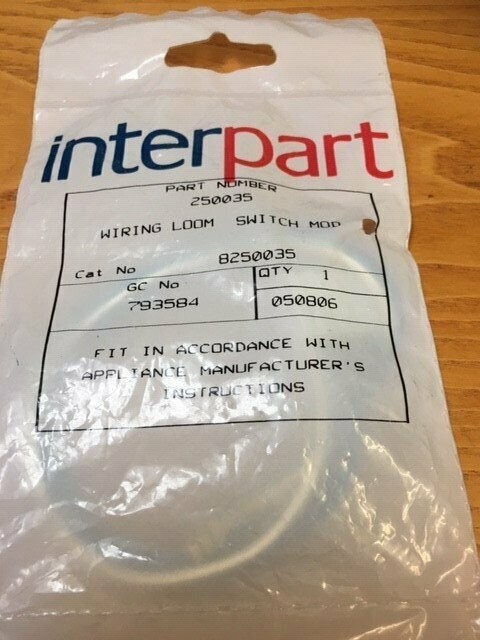 interpart
PART NUMBER
250035
WIRING LOOM SWITCH MOD
Cat No 8250035
GC No QTY 1
793584 050806
FIT IN ACCORDANCE WITH
APPLIANCE MANUFACTURER'S
INSTRUCTIONS